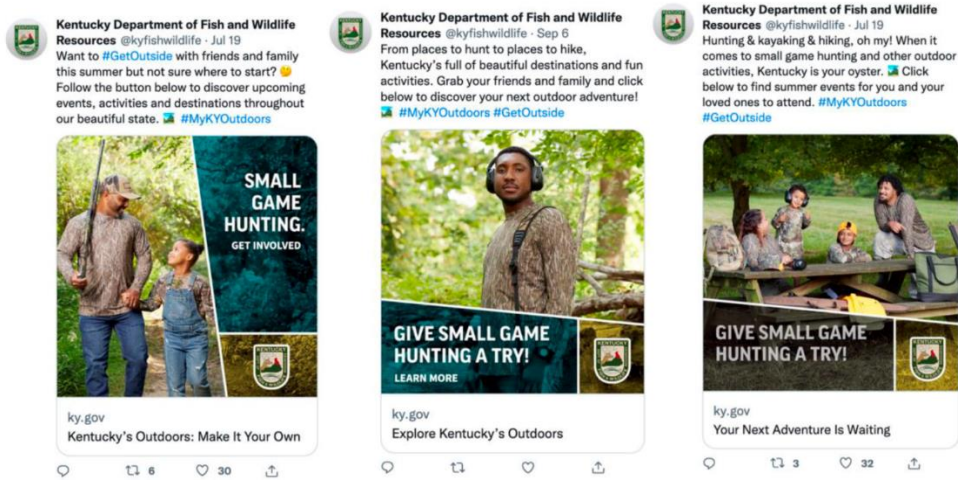 Kentucky Department of Fish and Wildlife
Resources @kyfishwildlife · Jul 19
Want to #GetOutside with friends and family
this summer but not sure where to start? 🤔
Follow the button below to discover upcoming
events, activities and destinations throughout
our beautiful state. 🏞️ #MyKYOutdoors
SMALL
GAME
HUNTING.
GET INVOLVED
KENTUCKY
ky.gov
Kentucky's Outdoors: Make It Your Own
6
30
Kentucky Department of Fish and Wildlife
Resources @kyfishwildlife · Sep 6
From places to hunt to places to hike,
Kentucky's full of beautiful destinations and fun
activities. Grab your friends and family and click
below to discover your next outdoor adventure!
🏞️ #MyKYOutdoors #GetOutside
GIVE SMALL GAME
HUNTING A TRY!
LEARN MORE
KENTUCKY
ky.gov
Explore Kentucky's Outdoors
Kentucky Department of Fish and Wildlife
Resources @kyfishwildlife · Jul 19
Hunting & kayaking & hiking, oh my! When it
comes to small game hunting and other outdoor
activities, Kentucky is your oyster. 🏞️ Click
below to find summer events for you and your
loved ones to attend. #MyKYOutdoors
#GetOutside
GIVE SMALL GAME
HUNTING A TRY!
KENTUCKY
ky.gov
Your Next Adventure Is Waiting
3
32